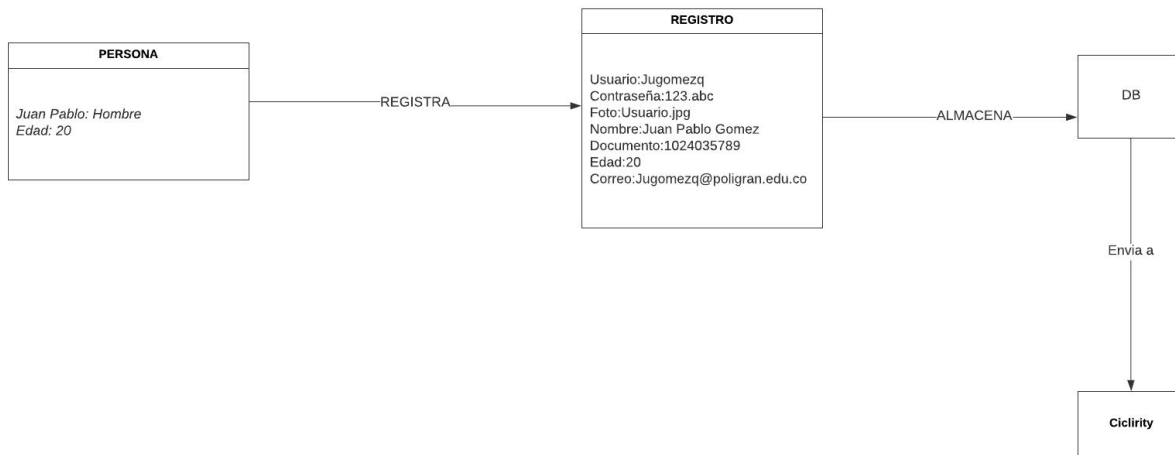 PERSONA
Juan Pablo: Hombre
Edad: 20
REGISTRA
REGISTRO
Usuario:Jugomezq
Contraseña:123.abc
Foto:Usuario.jpg
Nombre:Juan Pablo Gomez
Documento:1024035789
Edad:20
Correo:Jugomezq@poligran.edu.co
ALMACENA
DB
Envia a
Ciclirity